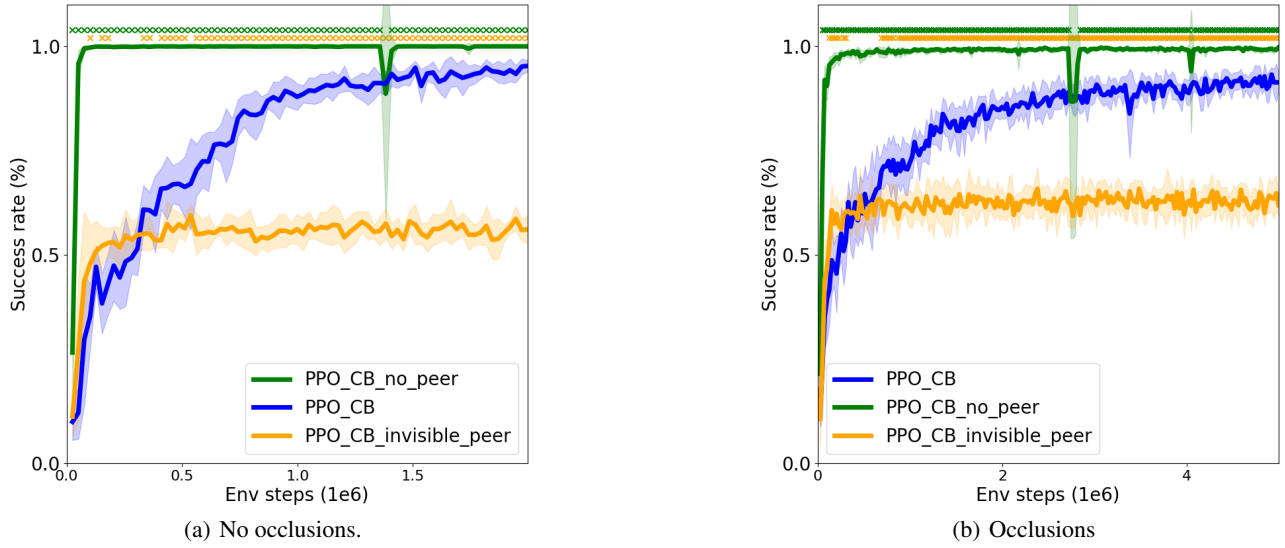 1.0
0.5
0.0
Success rate (%)
PPO_CB_no_peer
PPO_CB
PPO_CB_invisible_peer
0.0 0.5 1.0 1.5
Env steps (1e6)
(a) No occlusions.
1.0
0.5
0.0
Success rate (%)
PPO_CB
PPO_CB_no_peer
PPO_CB_invisible_peer
0 2 4
Env steps (1e6)
(b) Occlusions